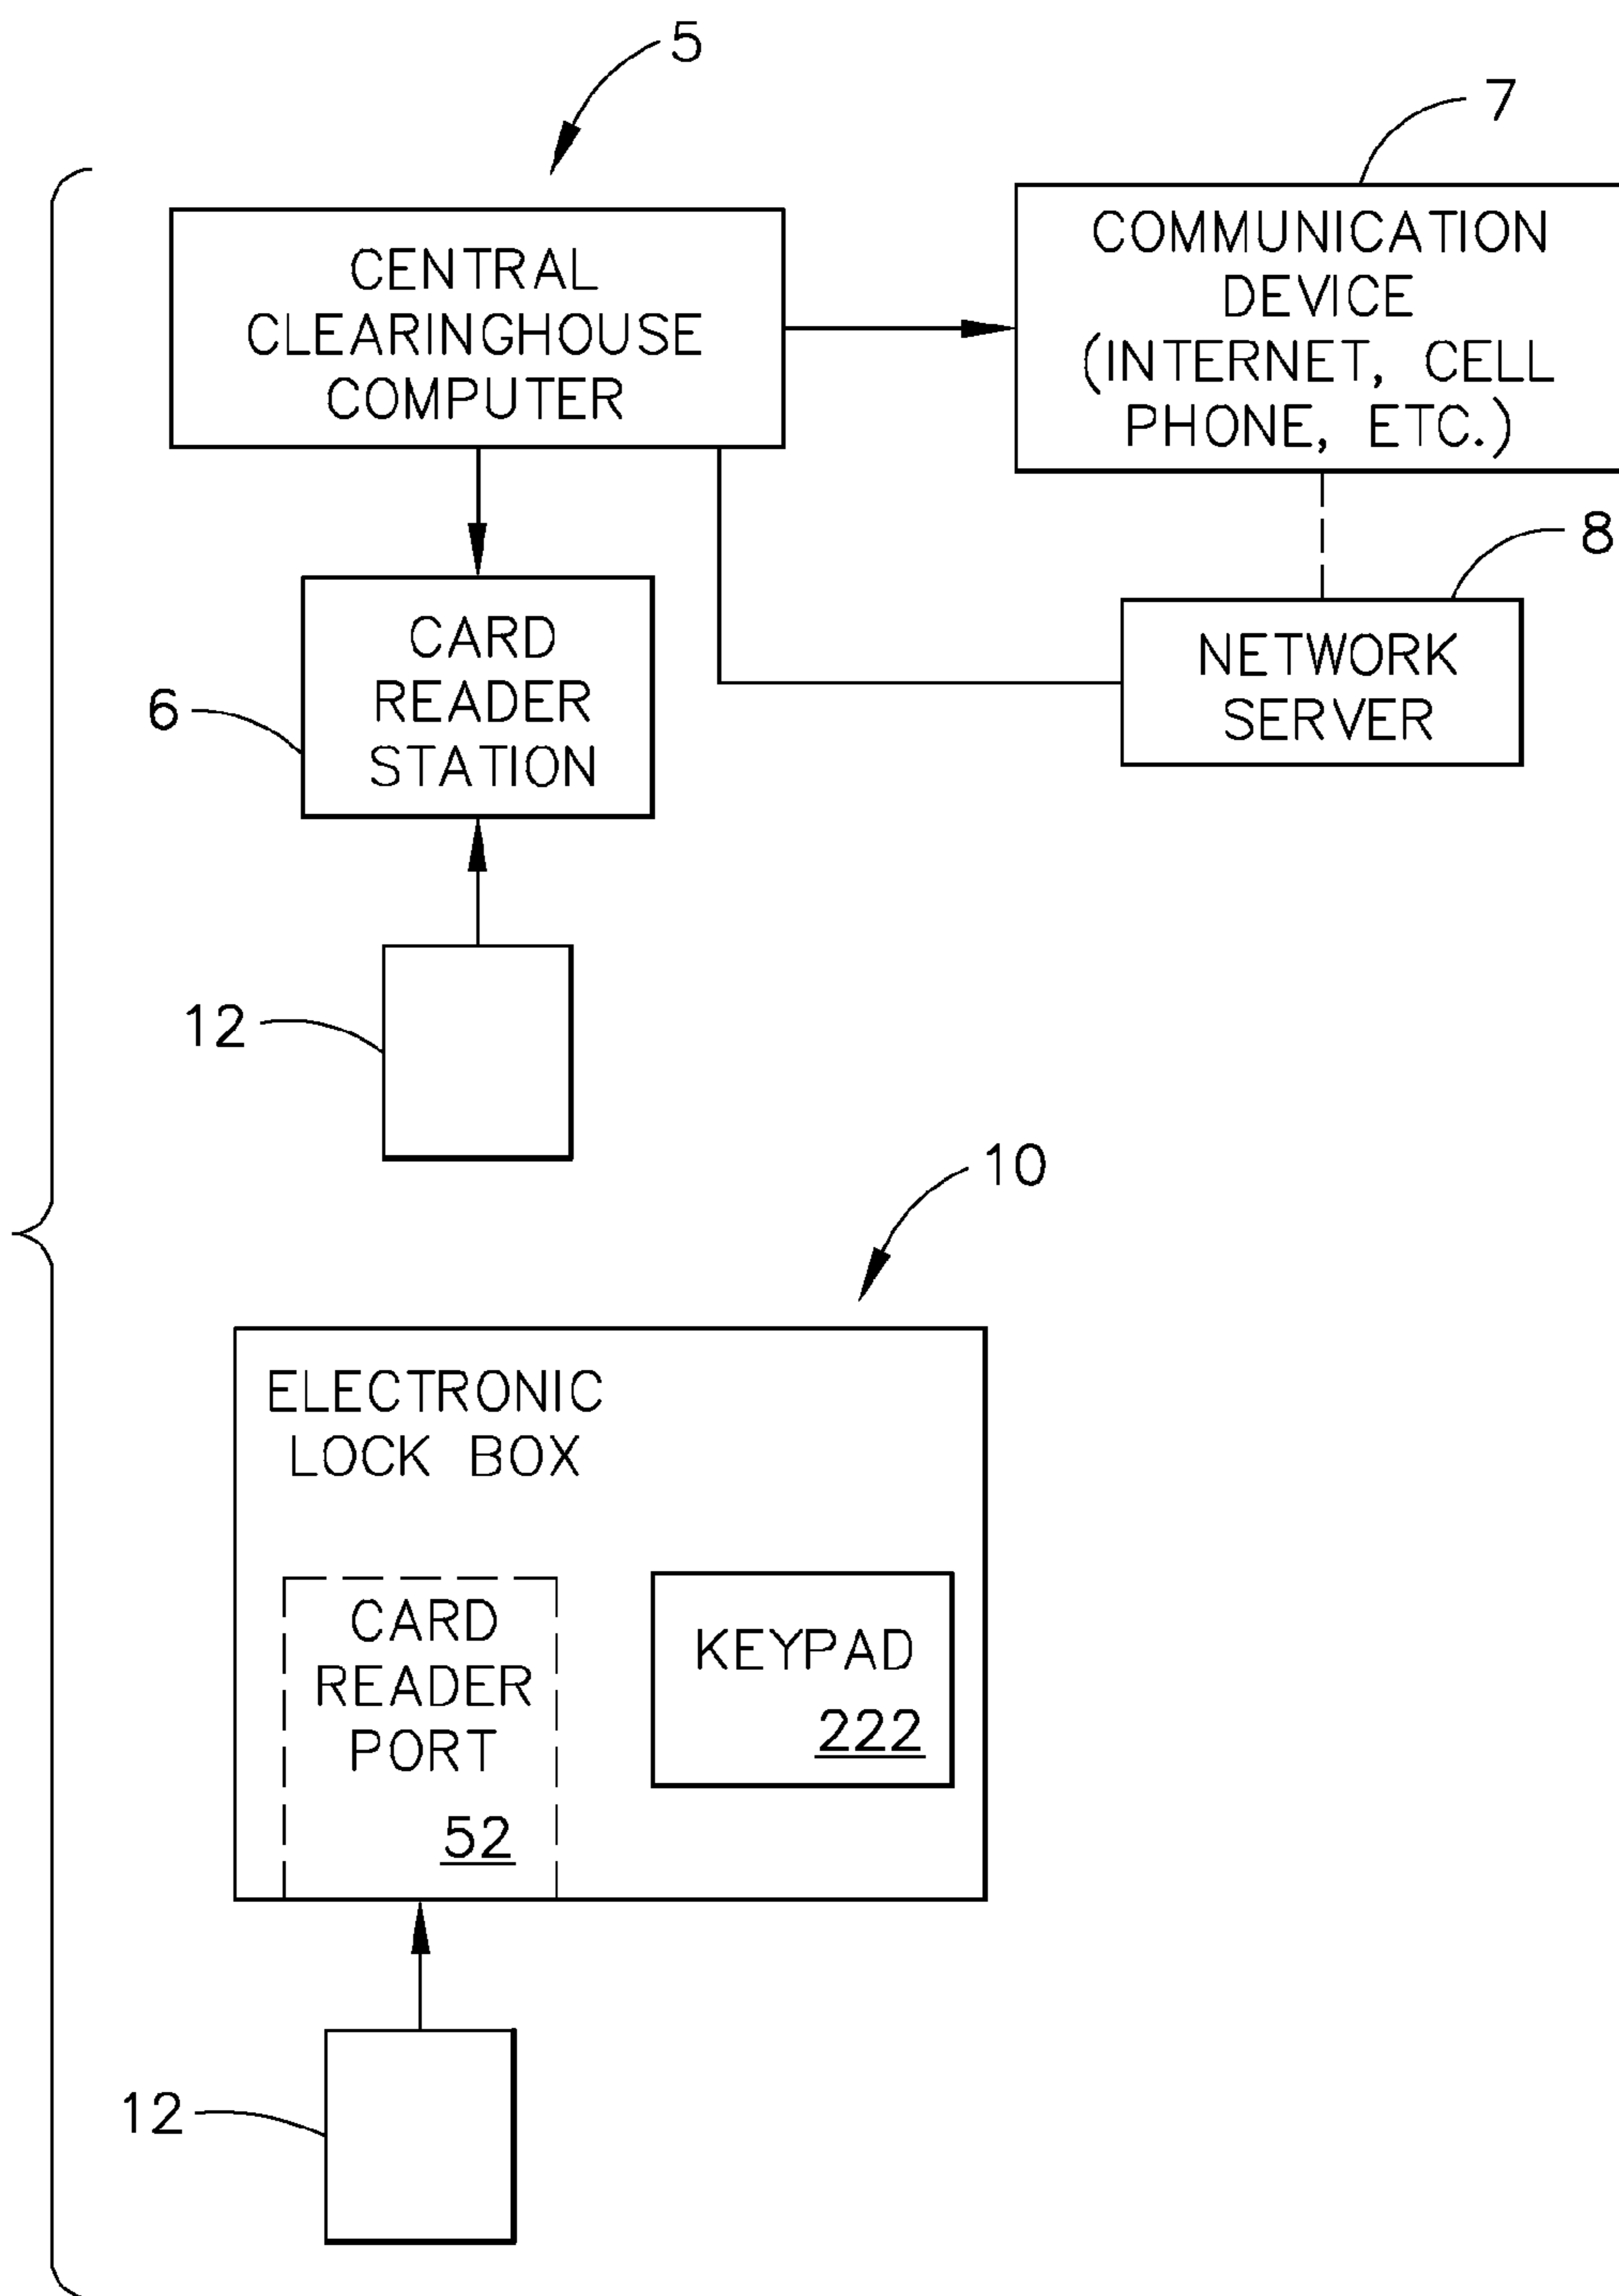 5
7
CENTRAL
CLEARINGHOUSE
COMPUTER
COMMUNICATION
DEVICE
(INTERNET, CELL
PHONE, ETC.)
8
CARD
READER
STATION
6
NETWORK
SERVER
12
10
ELECTRONIC
LOCK BOX
CARD
READER
PORT
52
KEYPAD
222
12